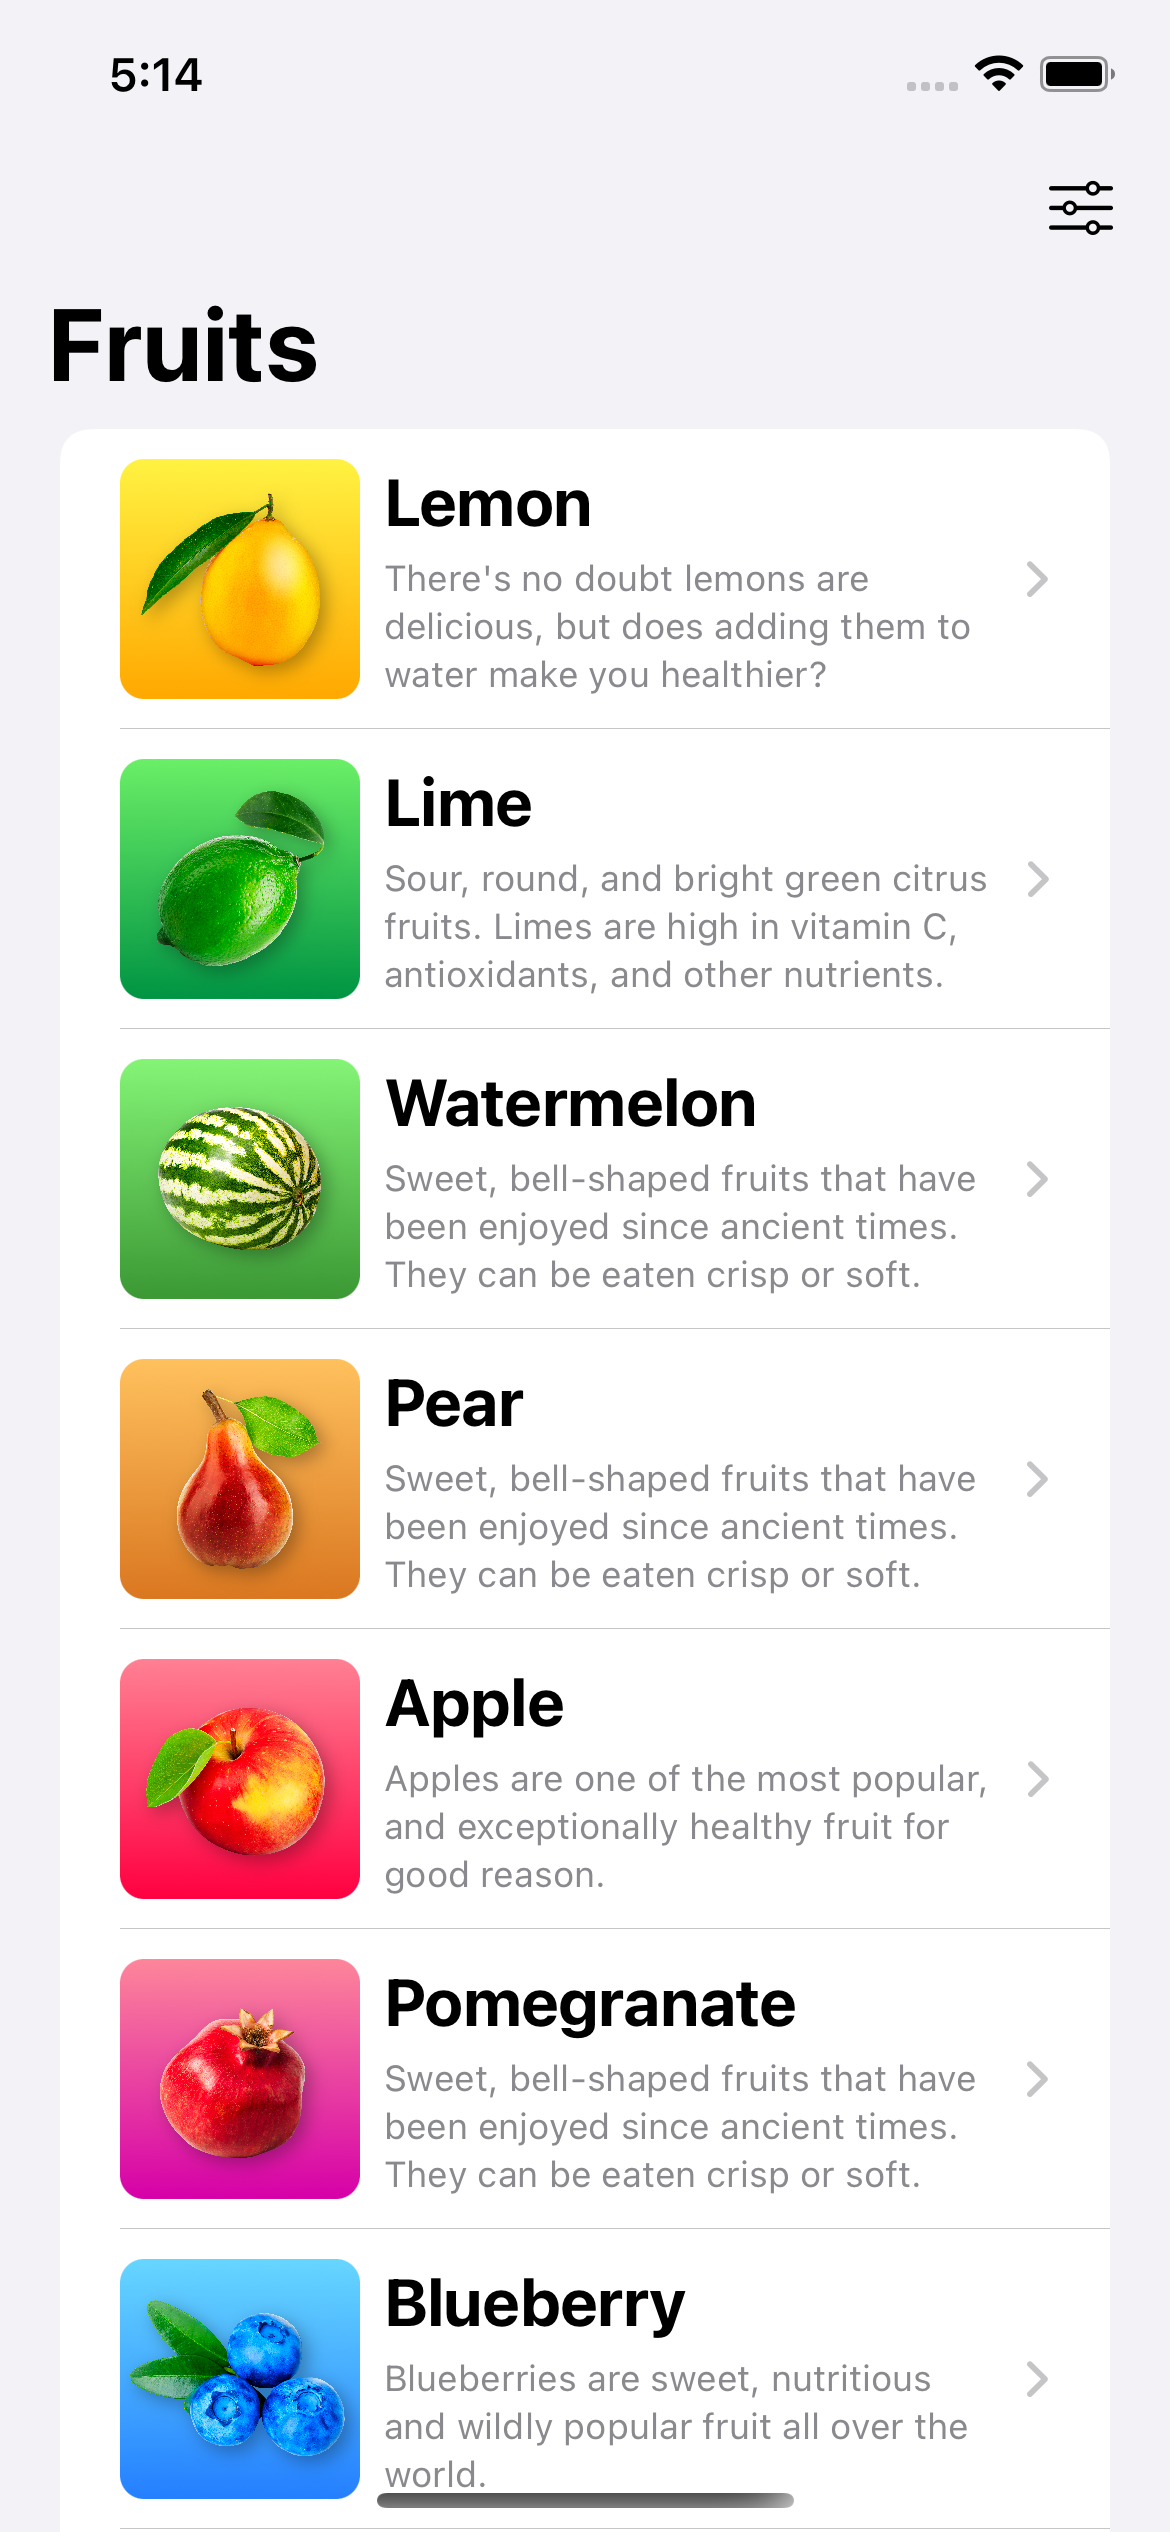 5:14
Fruits
Lemon
There's no doubt lemons are
delicious, but does adding them to
water make you healthier?
Lime
Sour, round, and bright green citrus
fruits. Limes are high in vitamin C,
antioxidants, and other nutrients.
Watermelon
Sweet, bell-shaped fruits that have
been enjoyed since ancient times.
They can be eaten crisp or soft.
Pear
Sweet, bell-shaped fruits that have
been enjoyed since ancient times.
They can be eaten crisp or soft.
Apple
Apples are one of the most popular,
and exceptionally healthy fruit for
good reason.
Pomegranate
Sweet, bell-shaped fruits that have
been enjoyed since ancient times.
They can be eaten crisp or soft.
Blueberry
Blueberries are sweet, nutritious
and wildly popular fruit all over the
world.